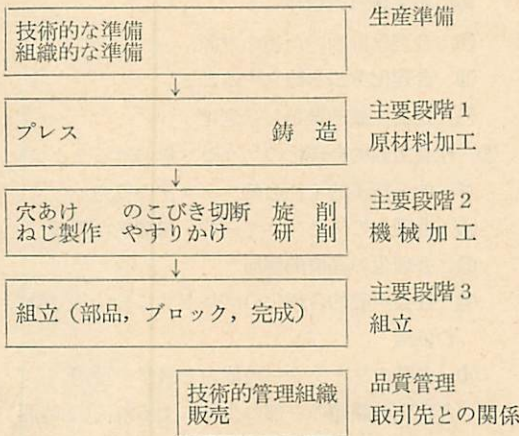 生産準備
技術的な準備
組織的な準備
↓
プレス 鋳 造
主要段階1
原材料加工
↓
穴あけ のこびき切断 旋 削
ねじ製作 やすりかけ 研 削
主要段階2
機械加工
↓
組立(部品,ブロック,完成)
主要段階3
組立
技術的管理組織
販売
品質管理
取引先との関係